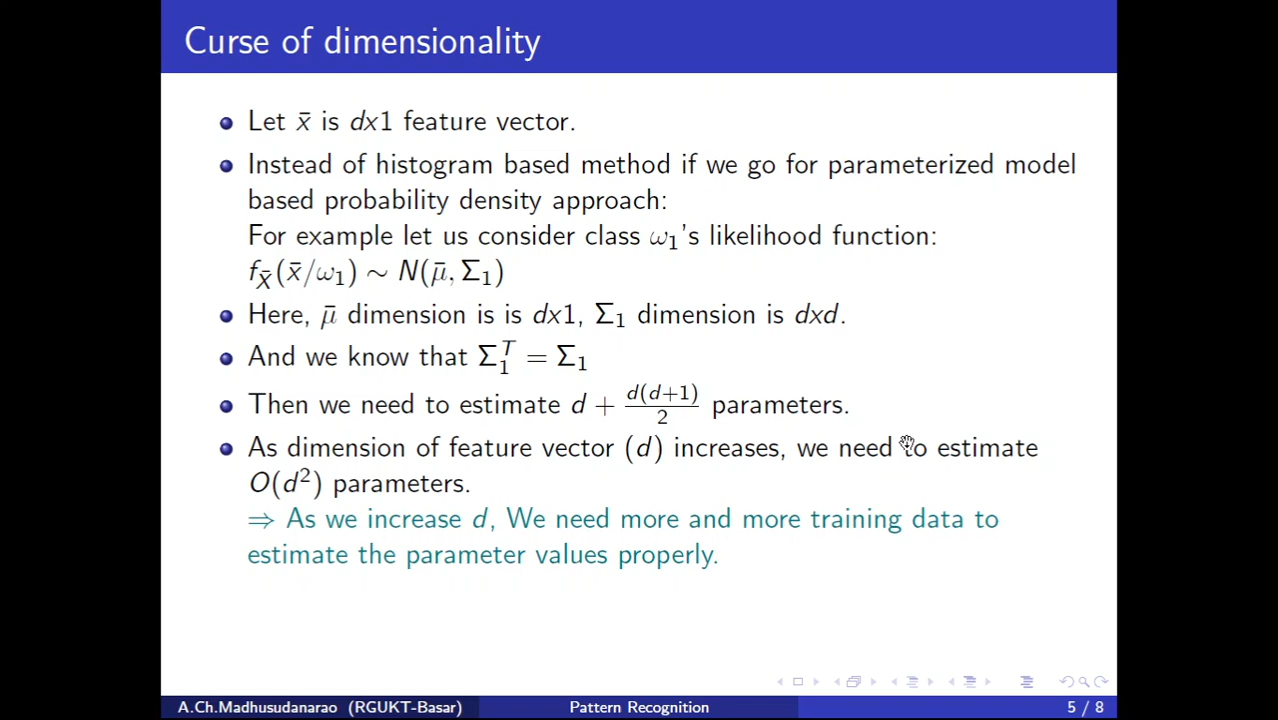 Curse of dimensionality
Let x̄ is dx1 feature vector.
Instead of histogram based method if we go for parameterized model
based probability density approach:
For example let us consider class ω₁'s likelihood function:
f_X̄(x̄/ω₁) ∼ N(μ̄, Σ₁)
Here, μ̄ dimension is is dx1, Σ₁ dimension is dxd.
And we know that Σ₁ᵀ = Σ₁
Then we need to estimate d + d(d+1)/2 parameters.
As dimension of feature vector (d) increases, we need to estimate
O(d²) parameters.
⇒ As we increase d, We need more and more training data to
estimate the parameter values properly.
A.Ch.Madhusudanarao (RGUKT-Basar) Pattern Recognition 5 / 8